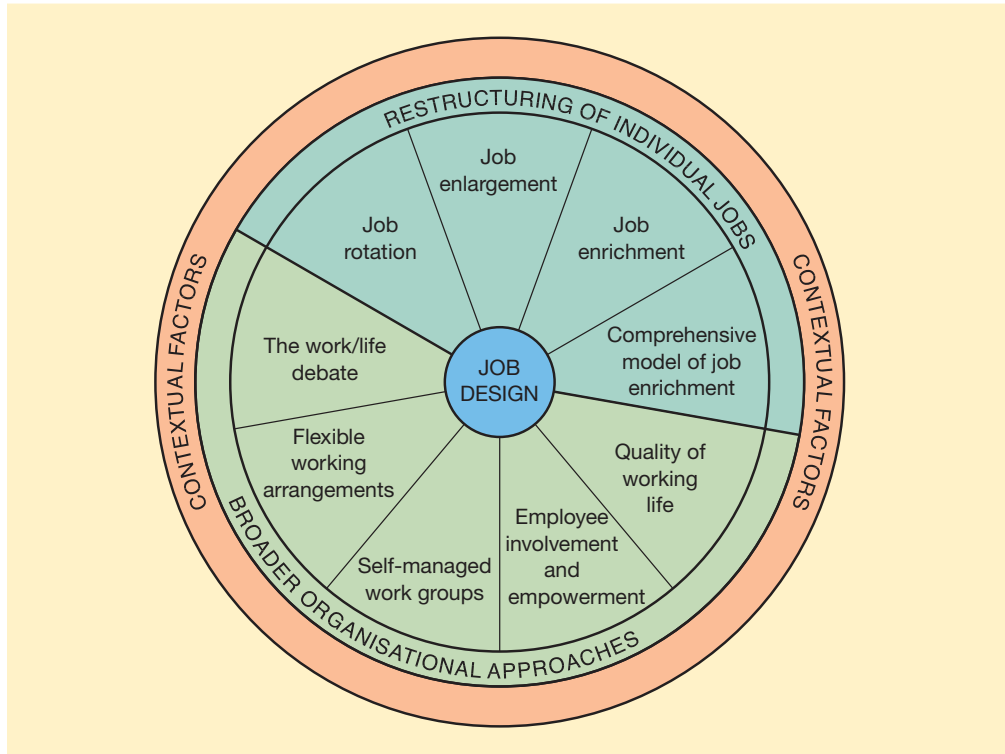 RESTRUCTURING OF INDIVIDUAL JOBS
CONTEXTUAL FACTORS
CONTEXTUAL FACTORS
BROADER ORGANISATIONAL APPROACHES
Job
enlargement
Job
rotation
Job
enrichment
Comprehensive
model of job
enrichment
The work/life
debate
JOB
DESIGN
Flexible
working
arrangements
Quality of
working
life
Self-managed
work groups
Employee
involvement
and
empowerment